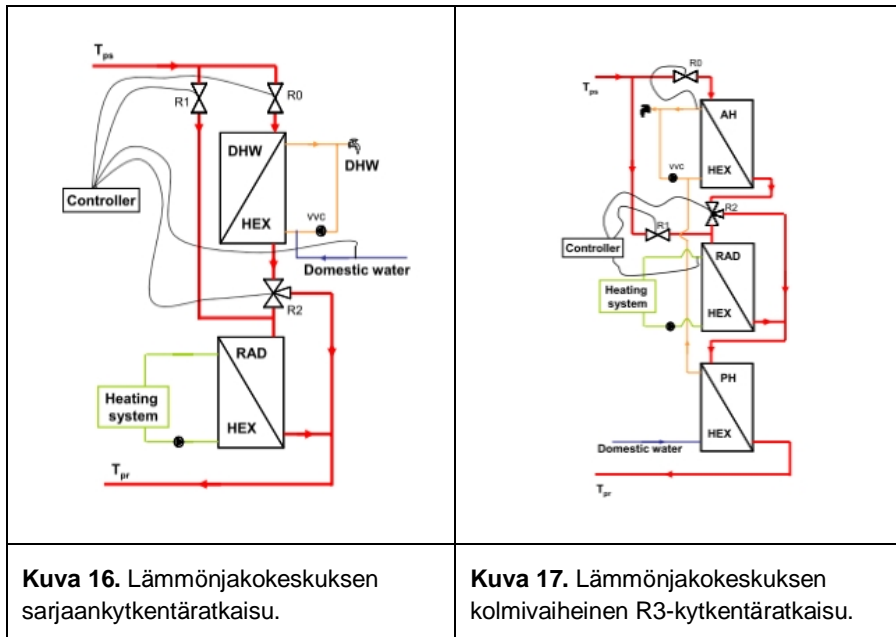 T_ps
R1
R0
DHW
HEX
DHW
vvc
Controller
Domestic water
R2
RAD
HEX
Heating
system
T_pr
Kuva 16. Lämmönjakokeskuksen
sarjaankytkentäratkaisu.
R0
T_ps
AH
HEX
vvc
R2
R1
Controller
RAD
HEX
Heating
system
PH
HEX
Domestic water
T_pr
Kuva 17. Lämmönjakokeskuksen
kolmivaiheinen R3-kytkentäratkaisu.